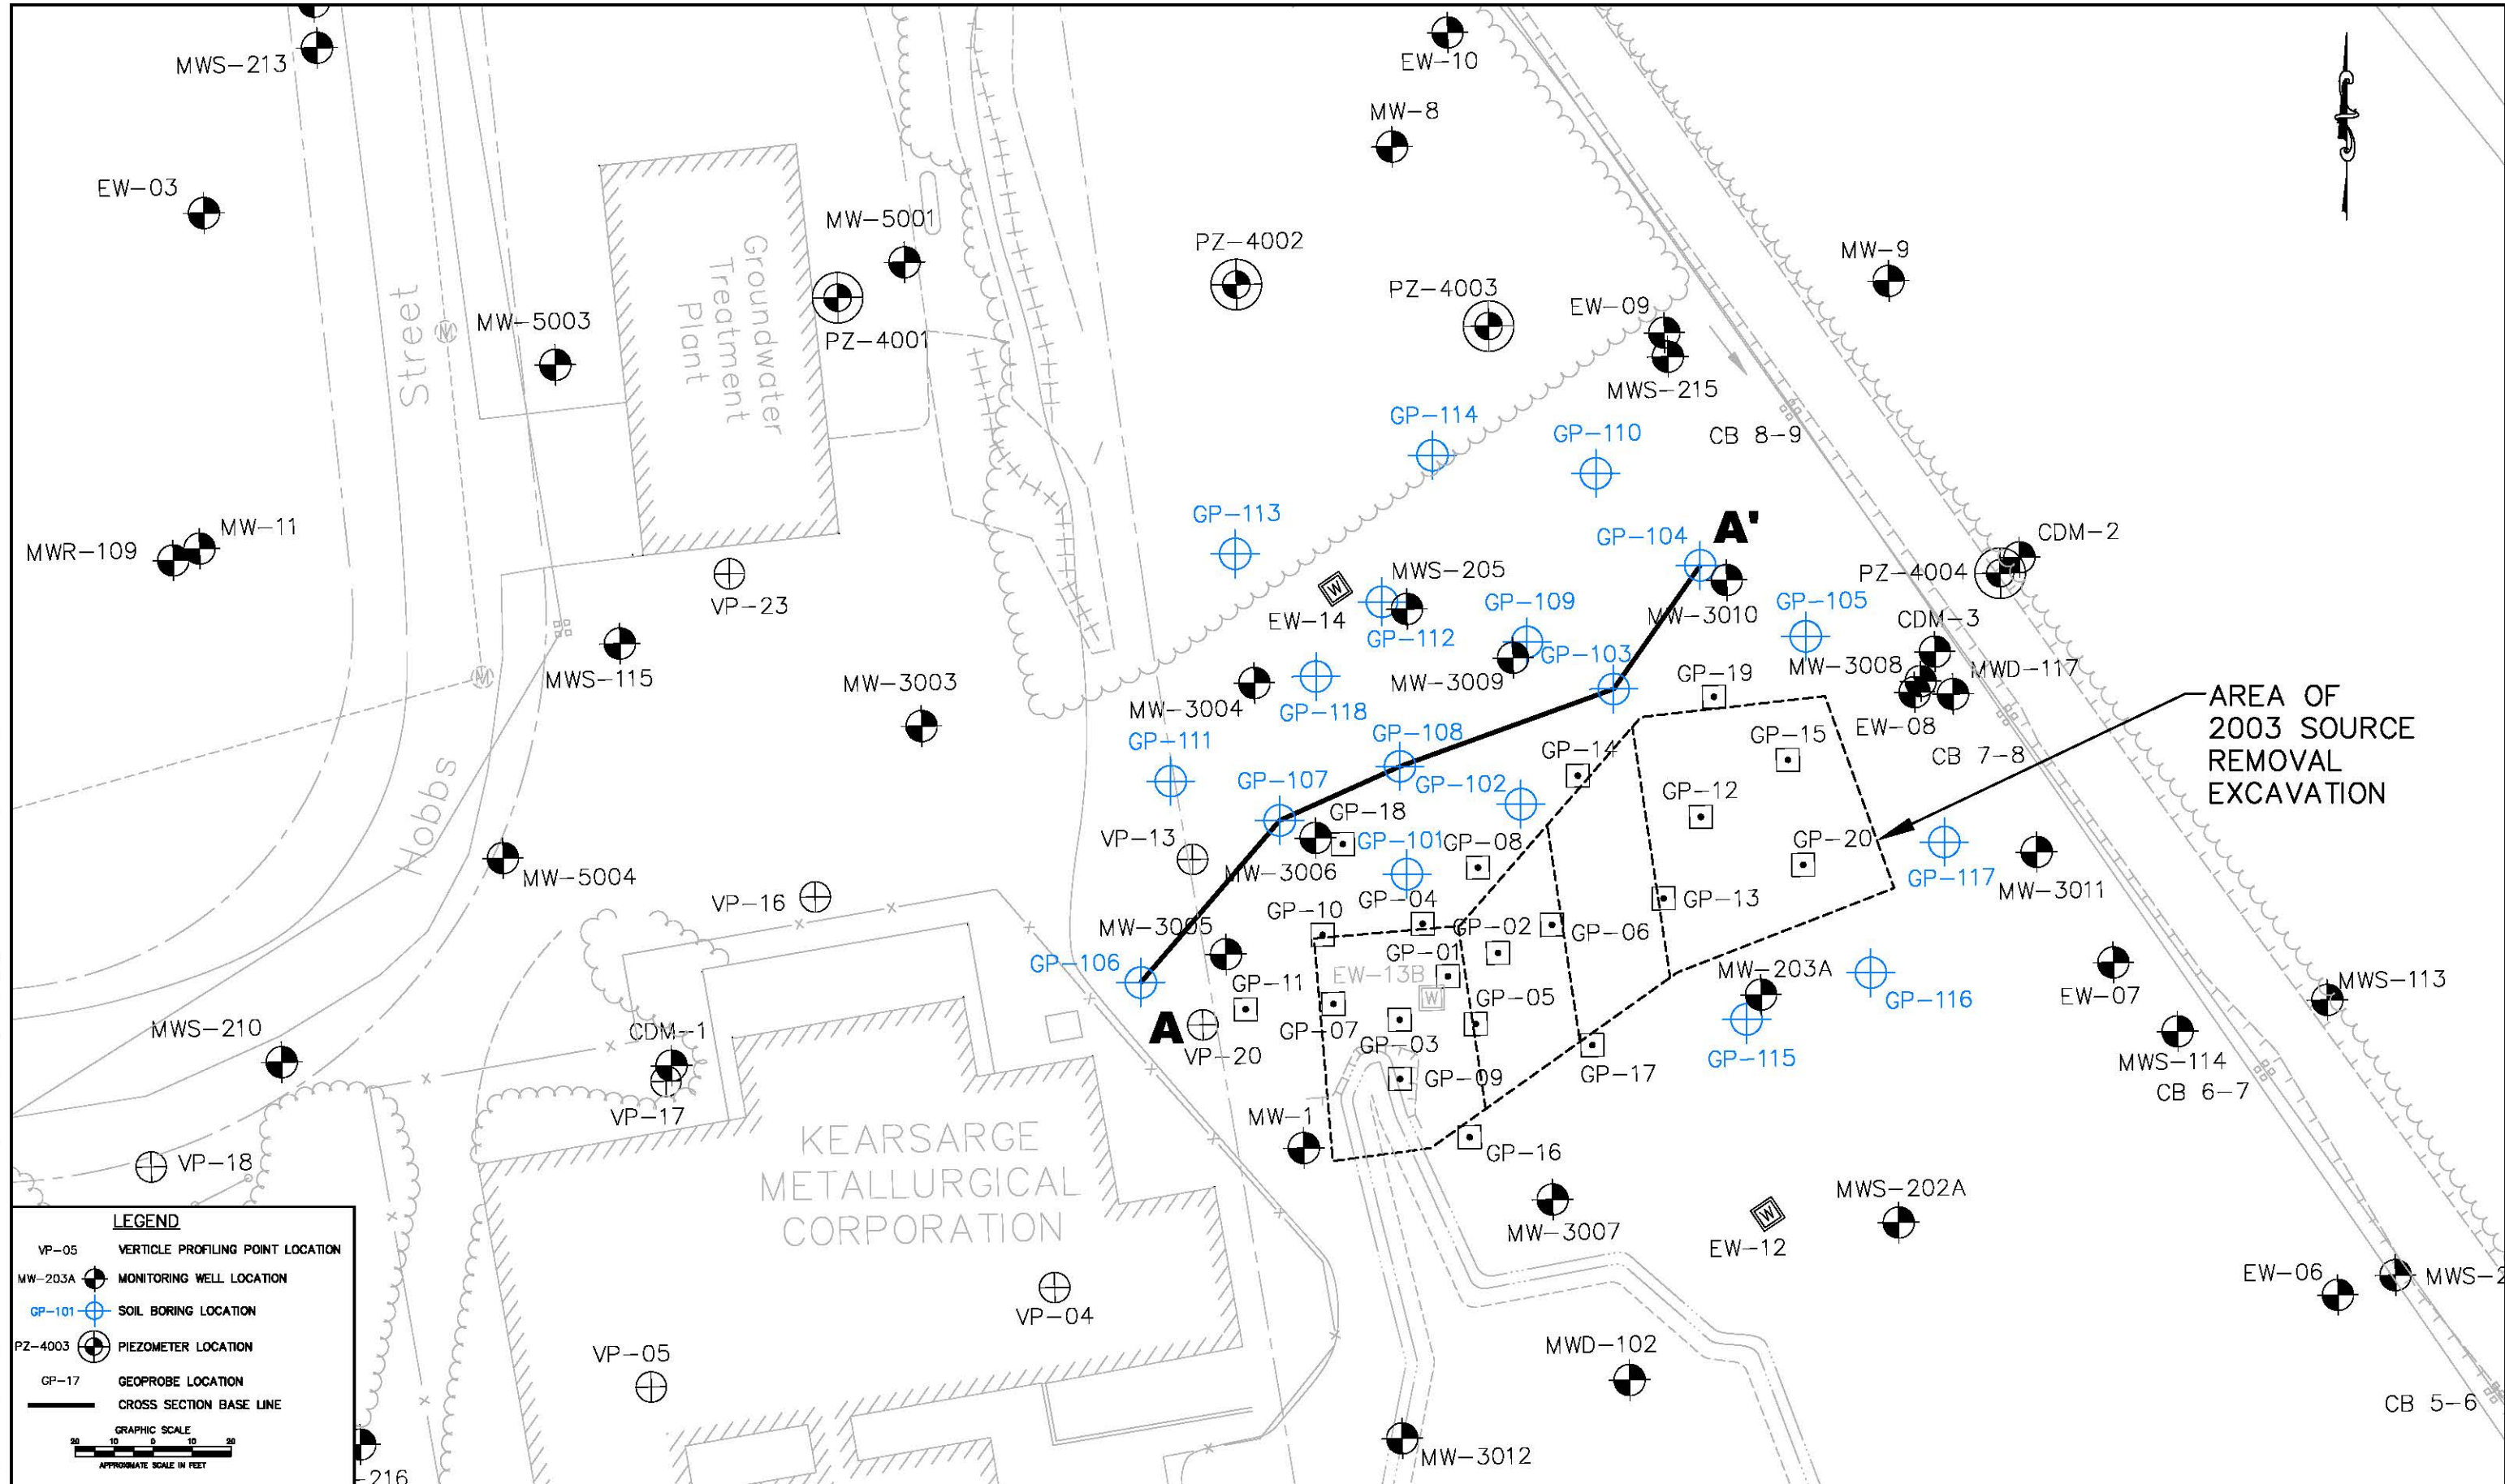 EW-10
MWS-213
MW-8
EW-03
MW-5001
PZ-4002
MW-9
PZ-4003
EW-09
Groundwater
Treatment
Plant
Street
MW-5003
PZ-4001
MWS-215
GP-114
GP-110
CB 8-9
GP-113
GP-104
A'
MW-11
MWR-109
CDM-2
PZ-4004
MWS-205
GP-109
VP-23
EW-14
GP-112
MW-3010
GP-105
CDM-3
GP-103
MW-3008
MWD-117
MWS-115
MW-3003
MW-3009
GP-19
MW-3004
GP-118
EW-08
AREA OF
2003 SOURCE
REMOVAL
EXCAVATION
GP-111
GP-108
GP-14
GP-15
CB 7-8
GP-107
GP-102
GP-12
Hobbs
GP-18
VP-13
GP-101
GP-08
GP-20
MW-3006
MW-5004
GP-117
MW-3011
VP-16
GP-04
GP-13
GP-10
GP-02
GP-06
MW-3005
GP-01
GP-106
EW-13B
W
GP-11
MW-203A
GP-116
EW-07
MWS-113
GP-05
A
GP-07
MWS-210
CDM-1
GP-03
VP-20
GP-115
MWS-114
GP-09
GP-17
CB 6-7
VP-17
MW-1
KEARSARGE
METALLURGICAL
CORPORATION
GP-16
VP-18
MWS-202A
MW-3007
EW-12
W
W
M
M
EW-06
MWS-2
VP-04
VP-05
MWD-102
CB 5-6
MW-3012
-216
LEGEND
VP-05 VERTICLE PROFILING POINT LOCATION
MW-203A MONITORING WELL LOCATION
GP-101 SOIL BORING LOCATION
PZ-4003 PIEZOMETER LOCATION
GP-17 GEOPROBE LOCATION
CROSS SECTION BASE LINE
GRAPHIC SCALE
20 10 0 10 20
APPROXIMATE SCALE IN FEET